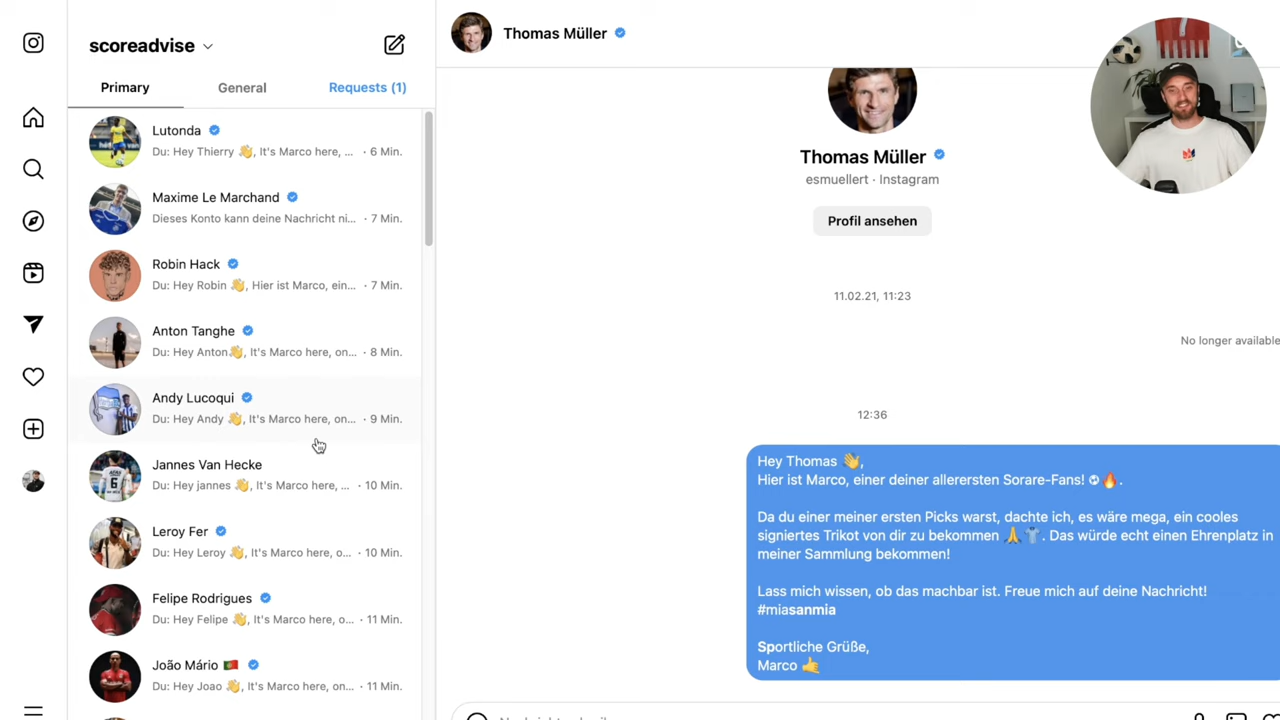 scoreadvise
Primary
General
Requests (1)
Lutonda
Du: Hey Thierry 👋, It's Marco here, ... · 6 Min.
Maxime Le Marchand
Dieses Konto kann deine Nachricht ni... · 7 Min.
Robin Hack
Du: Hey Robin 👋, Hier ist Marco, ein... · 7 Min.
Anton Tanghe
Du: Hey Anton👋, It's Marco here, on... · 8 Min.
Andy Lucoqui
Du: Hey Andy 👋, It's Marco here, on... · 9 Min.
Jannes Van Hecke
Du: Hey jannes 👋, It's Marco here, ... · 10 Min.
Leroy Fer
Du: Hey Leroy 👋, It's Marco here, o... · 10 Min.
Felipe Rodrigues
Du: Hey Felipe 👋, It's Marco here, o... · 11 Min.
João Mário 🇵🇹
Du: Hey Joao 👋, It's Marco here, on... · 11 Min.
Thomas Müller
Thomas Müller
esmuellert · Instagram
Profil ansehen
11.02.21, 11:23
No longer available
12:36
Hey Thomas 👋,
Hier ist Marco, einer deiner allerersten Sorare-Fans! ⚽🔥.
Da du einer meiner ersten Picks warst, dachte ich, es wäre mega, ein cooles
signiertes Trikot von dir zu bekommen 🙏👕. Das würde echt einen Ehrenplatz in
meiner Sammlung bekommen!
Lass mich wissen, ob das machbar ist. Freue mich auf deine Nachricht!
#miasanmia
Sportliche Grüße,
Marco 🤙